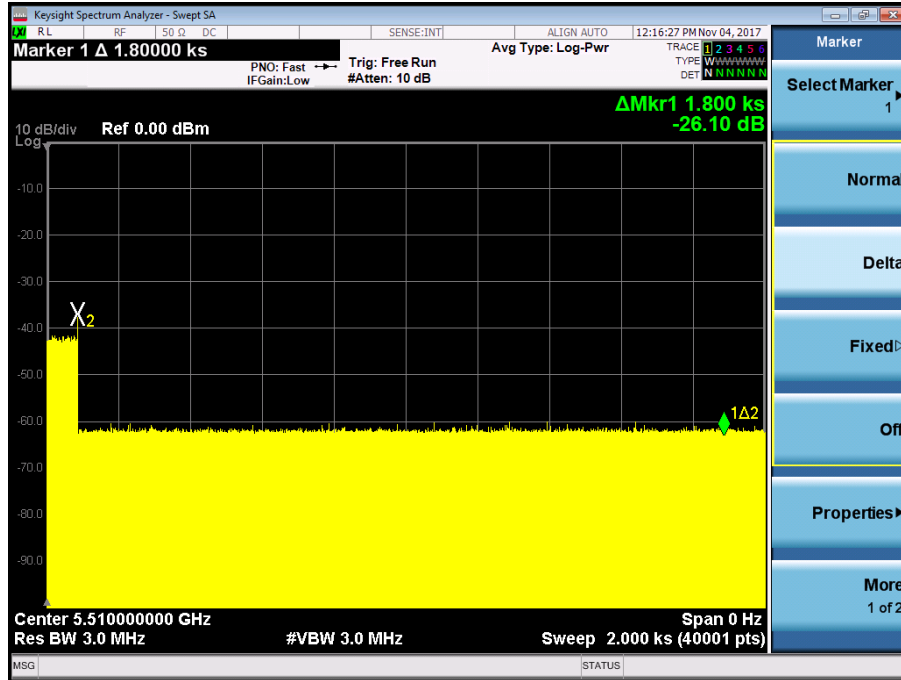 Keysight Spectrum Analyzer - Swept SA
LXI RL RF 50 Ω DC SENSE:INT ALIGN AUTO 12:16:27 PM Nov 04, 2017
Marker 1 Δ 1.80000 ks
PNO: Fast
IFGain:Low
Trig: Free Run
#Atten: 10 dB
Avg Type: Log-Pwr
TRACE 1 2 3 4 5 6
TYPE WWWWWW
DET N N N N N N
ΔMkr1 1.800 ks
-26.10 dB
10 dB/div Ref 0.00 dBm
Log
-10.0
-20.0
-30.0
-40.0
-50.0
-60.0
-70.0
-80.0
-90.0
X2
1Δ2
Center 5.510000000 GHz Span 0 Hz
Res BW 3.0 MHz #VBW 3.0 MHz Sweep 2.000 ks (40001 pts)
MSG STATUS
Marker
Select Marker
1
Normal
Delta
Fixed
Off
Properties
More
1 of 2